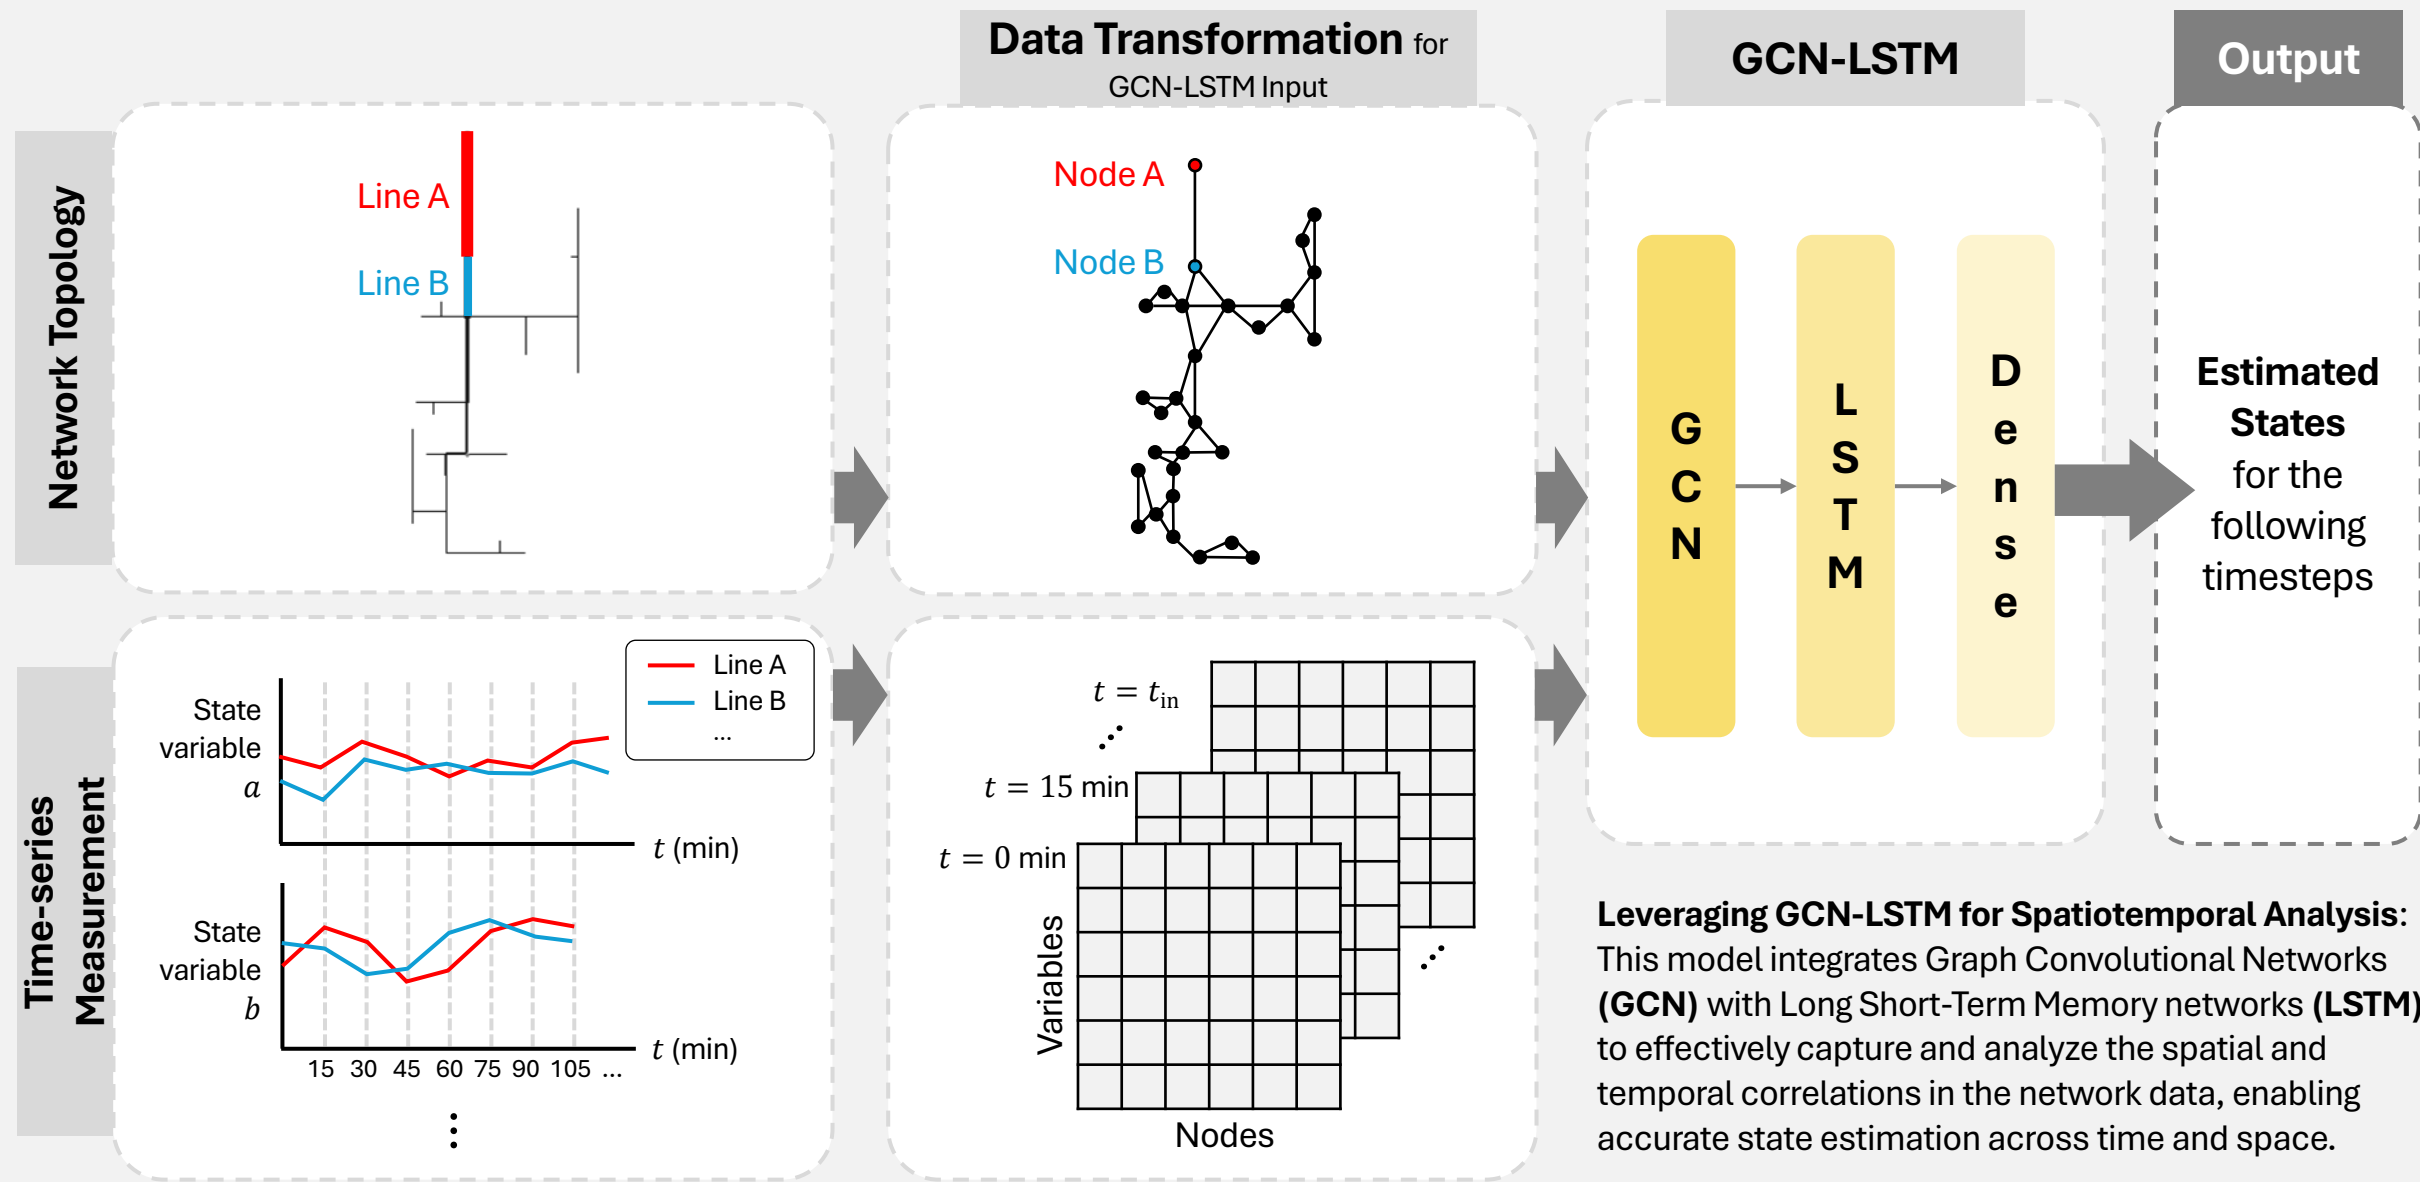 Data Transformation for
GCN-LSTM Input
GCN-LSTM
Output
Network Topology
Line A
Line B
Node A
Node B
G
C
N
L
S
T
M
D
e
n
s
e
Estimated
States
for the
following
timesteps
Time-series
Measurement
State
variable
a
t (min)
Line A
Line B
...
State
variable
b
t (min)
15 30 45 60 75 90 105 ...
t = t_in
t = 15 min
t = 0 min
Variables
Nodes
Leveraging GCN-LSTM for Spatiotemporal Analysis:
This model integrates Graph Convolutional Networks
(GCN) with Long Short-Term Memory networks (LSTM)
to effectively capture and analyze the spatial and
temporal correlations in the network data, enabling
accurate state estimation across time and space.